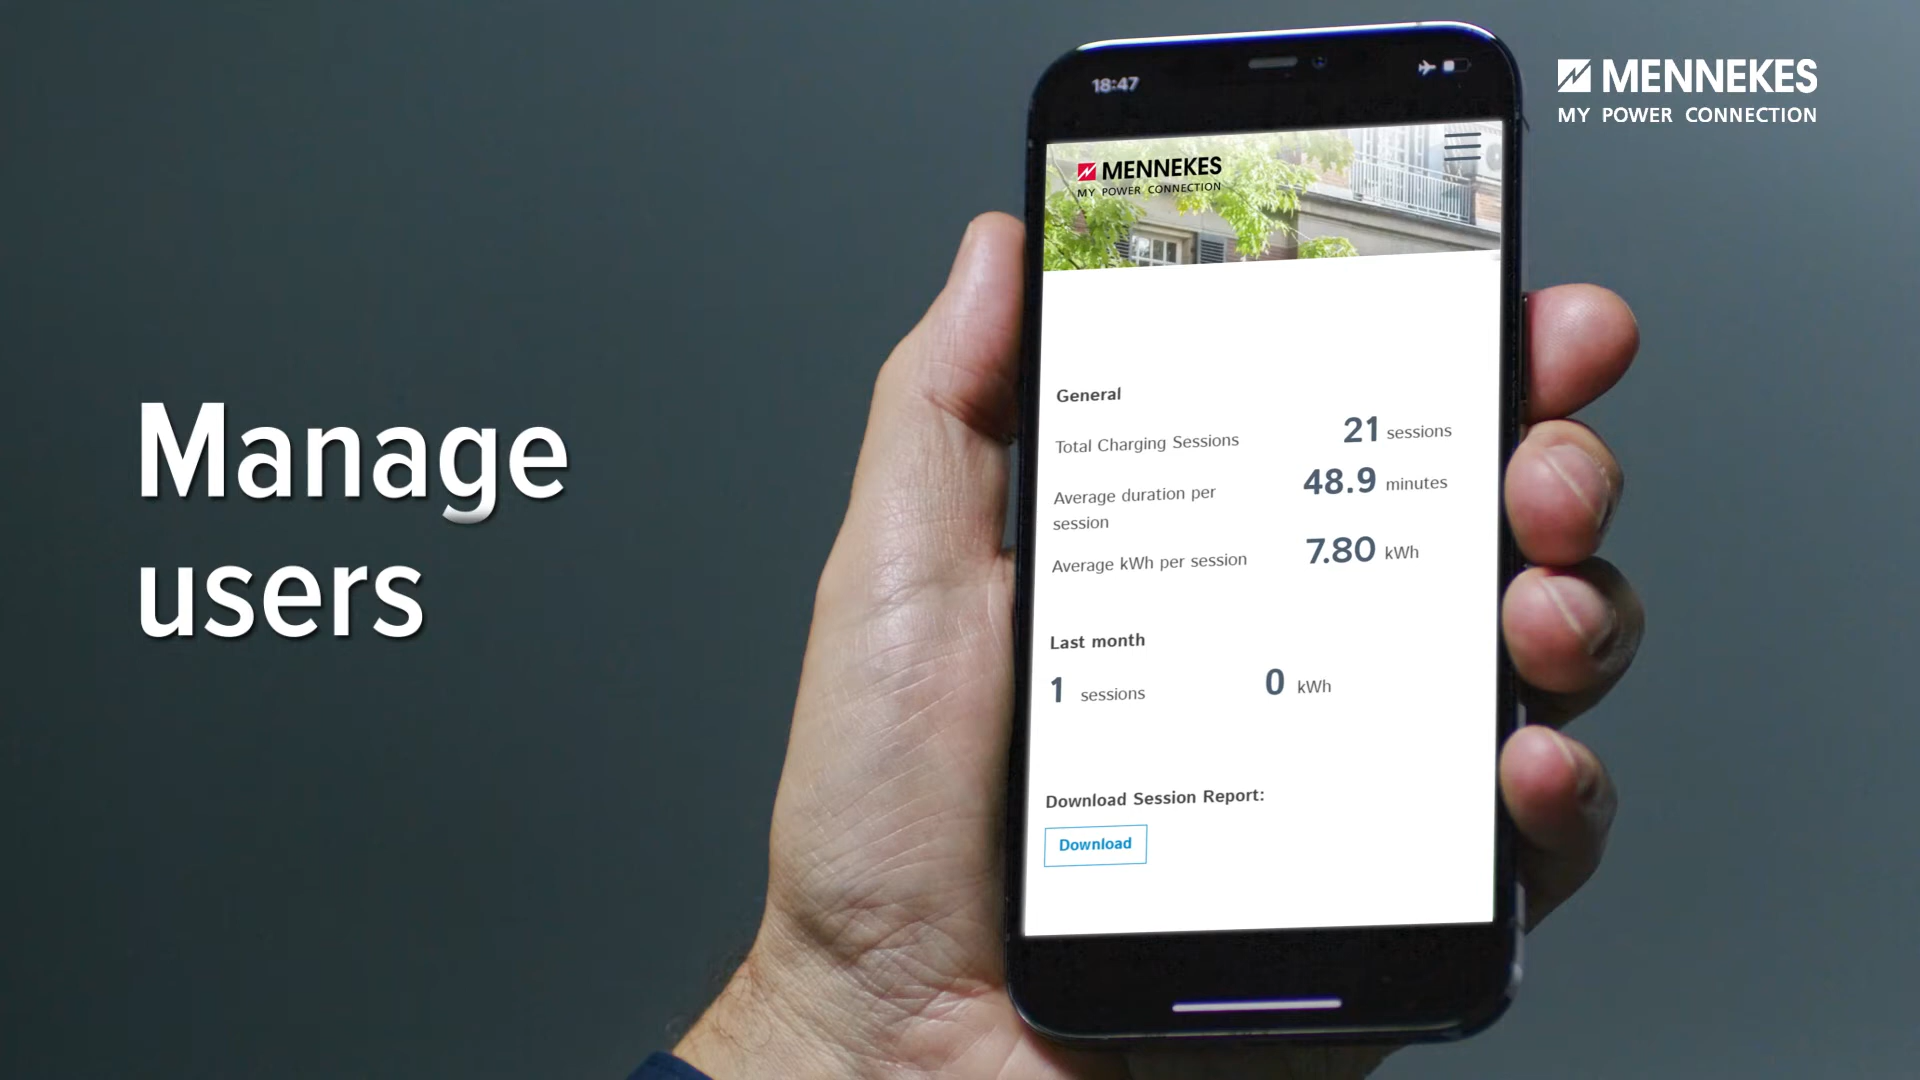 Manage
users
MENNEKES
MY POWER CONNECTION
18:47
MENNEKES
MY POWER CONNECTION
General
Total Charging Sessions 21 sessions
Average duration per
session
48.9 minutes
Average kWh per session 7.80 kWh
Last month
1 sessions 0 kWh
Download Session Report:
Download